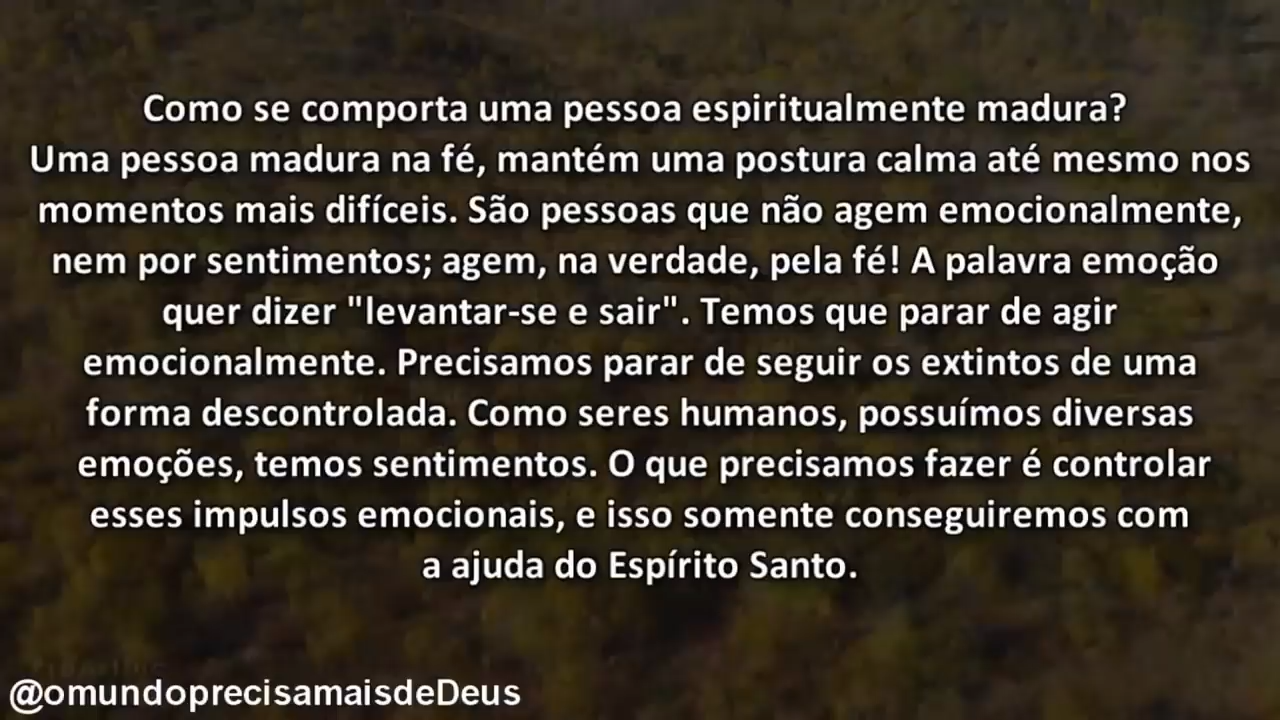 Como se comporta uma pessoa espiritualmente madura?
Uma pessoa madura na fé, mantém uma postura calma até mesmo nos
momentos mais difíceis. São pessoas que não agem emocionalmente,
nem por sentimentos; agem, na verdade, pela fé! A palavra emoção
quer dizer "levantar-se e sair". Temos que parar de agir
emocionalmente. Precisamos parar de seguir os extintos de uma
forma descontrolada. Como seres humanos, possuímos diversas
emoções, temos sentimentos. O que precisamos fazer é controlar
esses impulsos emocionais, e isso somente conseguiremos com
a ajuda do Espírito Santo.
@omundoprecisamaisdeDeus